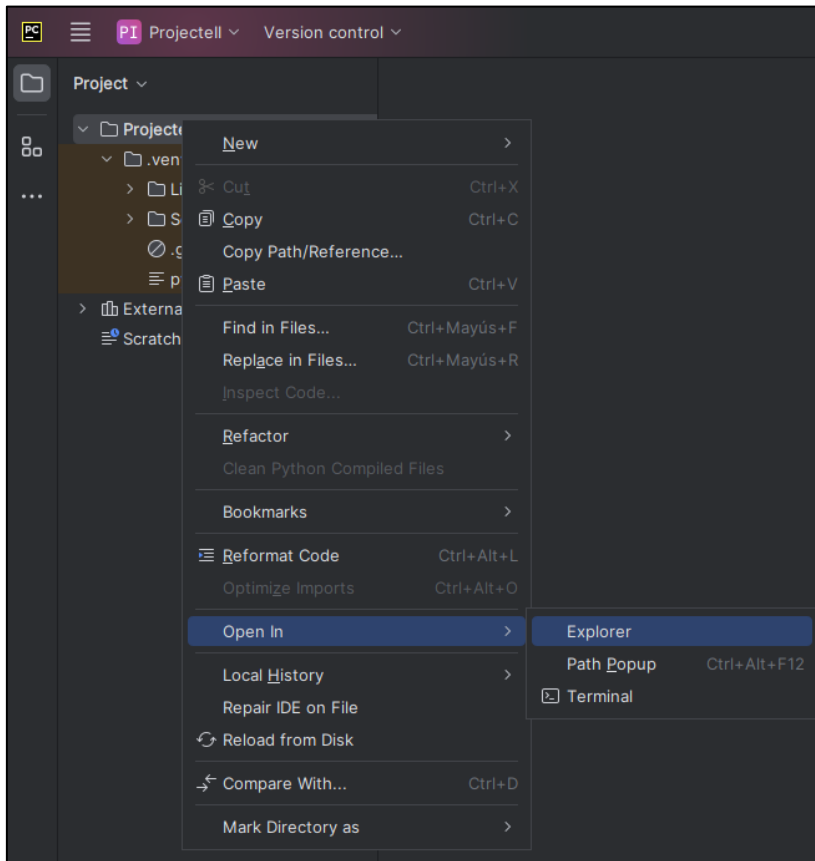 PC PI Projectell Version control
Project
Projecte
.ven
Li
S
.g
p
Externa
Scratch
New
Cut Ctrl+X
Copy Ctrl+C
Copy Path/Reference...
Paste Ctrl+V
Find in Files... Ctrl+Mayús+F
Replace in Files... Ctrl+Mayús+R
Inspect Code...
Refactor
Clean Python Compiled Files
Bookmarks
Reformat Code Ctrl+Alt+L
Optimize Imports Ctrl+Alt+O
Open In
Explorer
Path Popup Ctrl+Alt+F12
Terminal
Local History
Repair IDE on File
Reload from Disk
Compare With... Ctrl+D
Mark Directory as